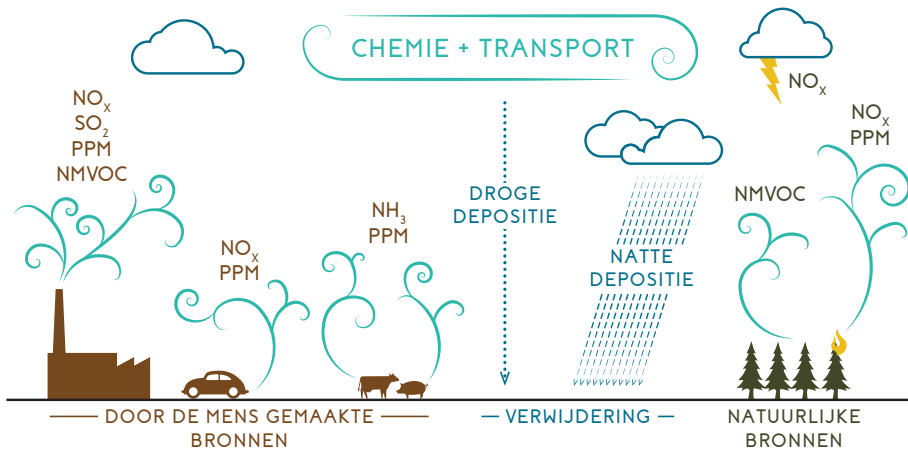 CHEMIE + TRANSPORT
NOₓ
NOₓ
SO₂
PPM
NMVOC
NOₓ
PPM
NH₃
PPM
DROGE
DEPOSITIE
NATTE
DEPOSITIE
NMVOC
NOₓ
PPM
DOOR DE MENS GEMAAKTE
BRONNEN
VERWIJDERING
NATUURLIJKE
BRONNEN